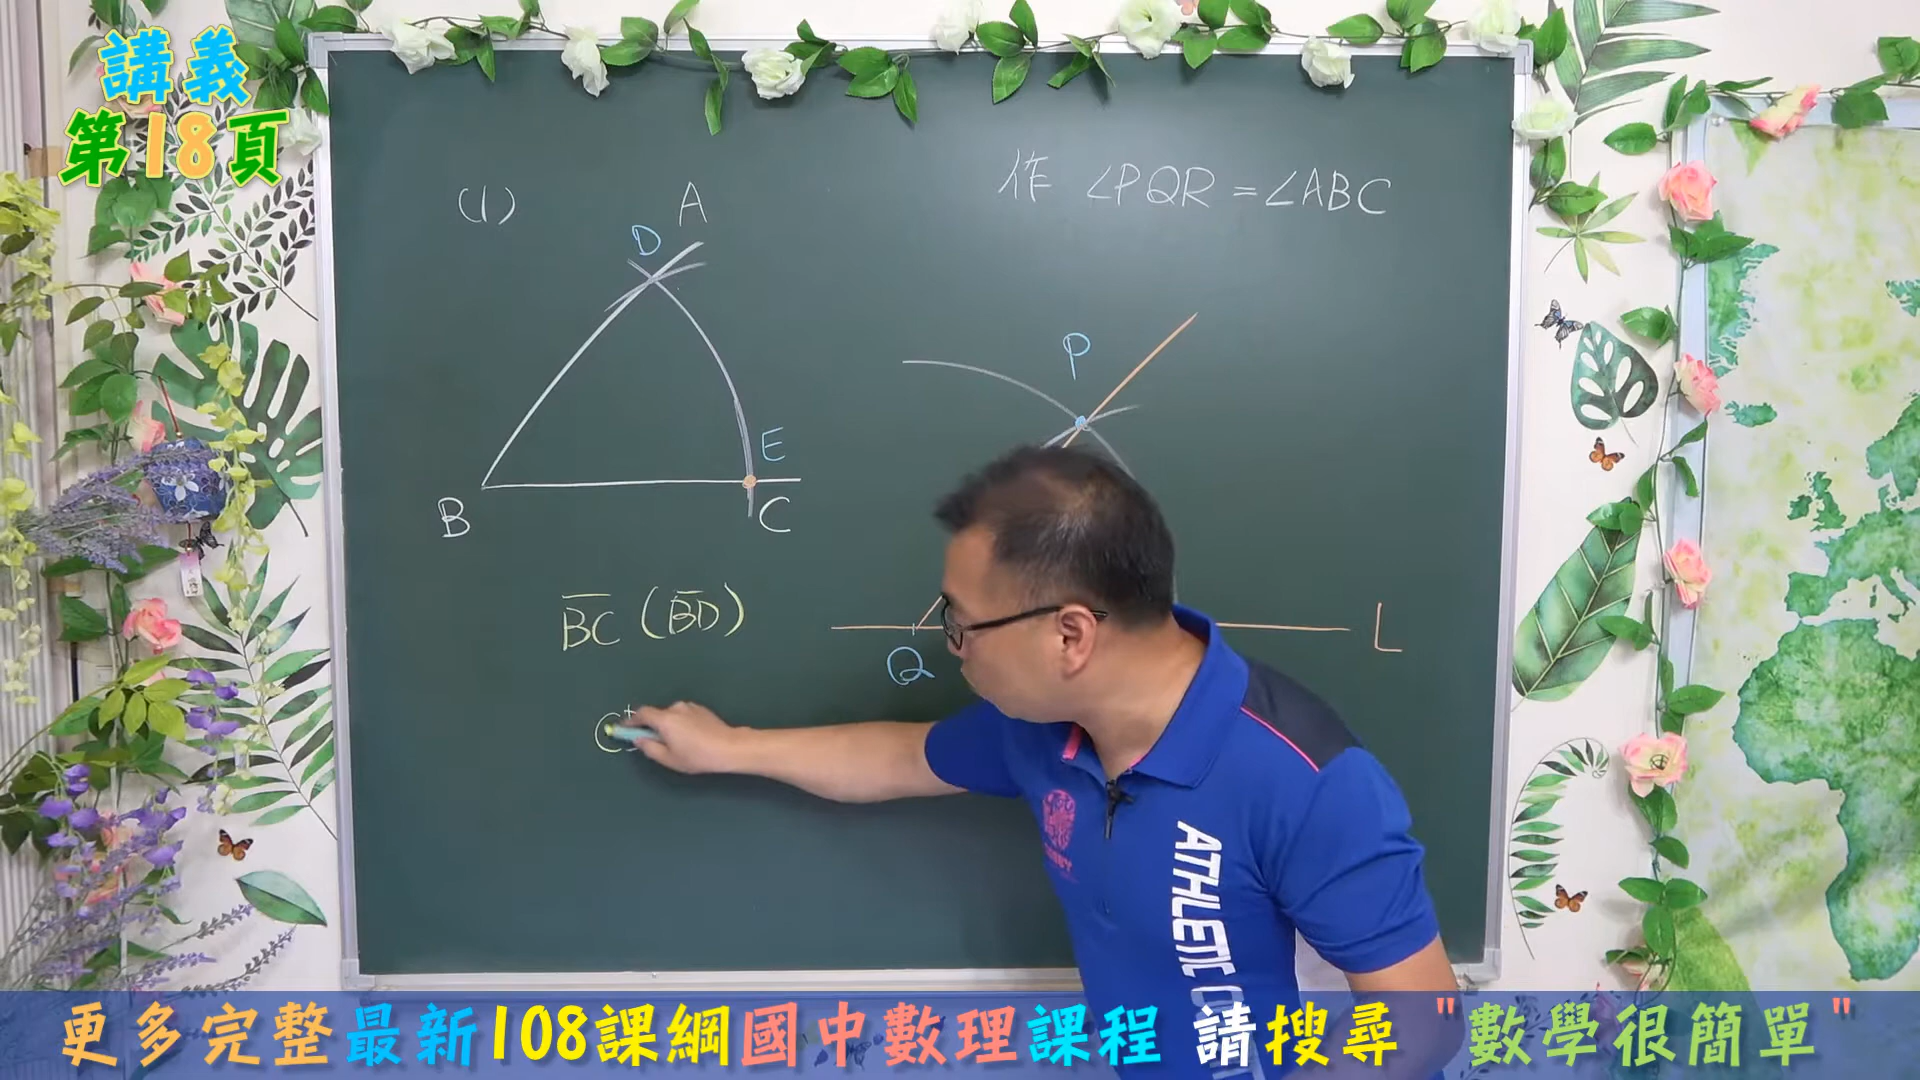 講義
第18頁
(1)
作 ∠PQR=∠ABC
A
D
P
E
B
C
BC (BD)
L
Q
C
ATHLETIC
更多完整最新108課綱國中數理課程 請搜尋 "數學很簡單"